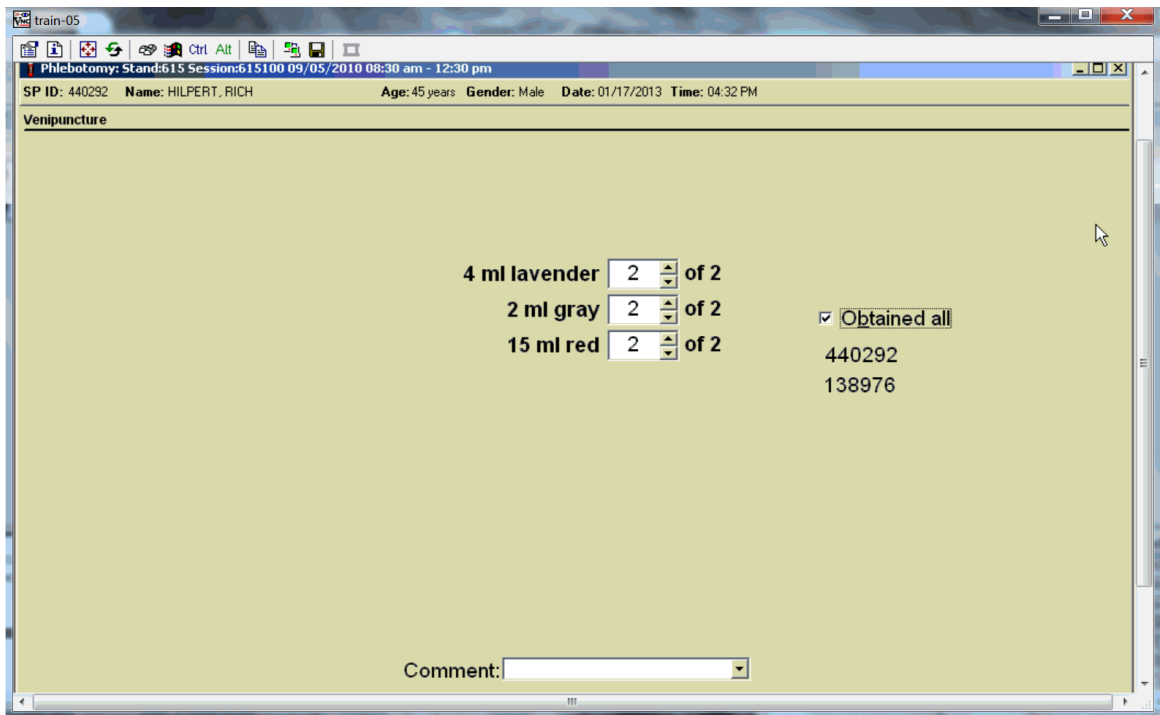 train-05
Ctrl Alt
Phlebotomy: Stand:615 Session:615100 09/05/2010 08:30 am - 12:30 pm
SP ID: 440292 Name: HILPERT, RICH Age: 45 years Gender: Male Date: 01/17/2013 Time: 04:32 PM
Venipuncture
4 ml lavender 2 of 2
2 ml gray 2 of 2
15 ml red 2 of 2
Obtained all
440292
138976
Comment: